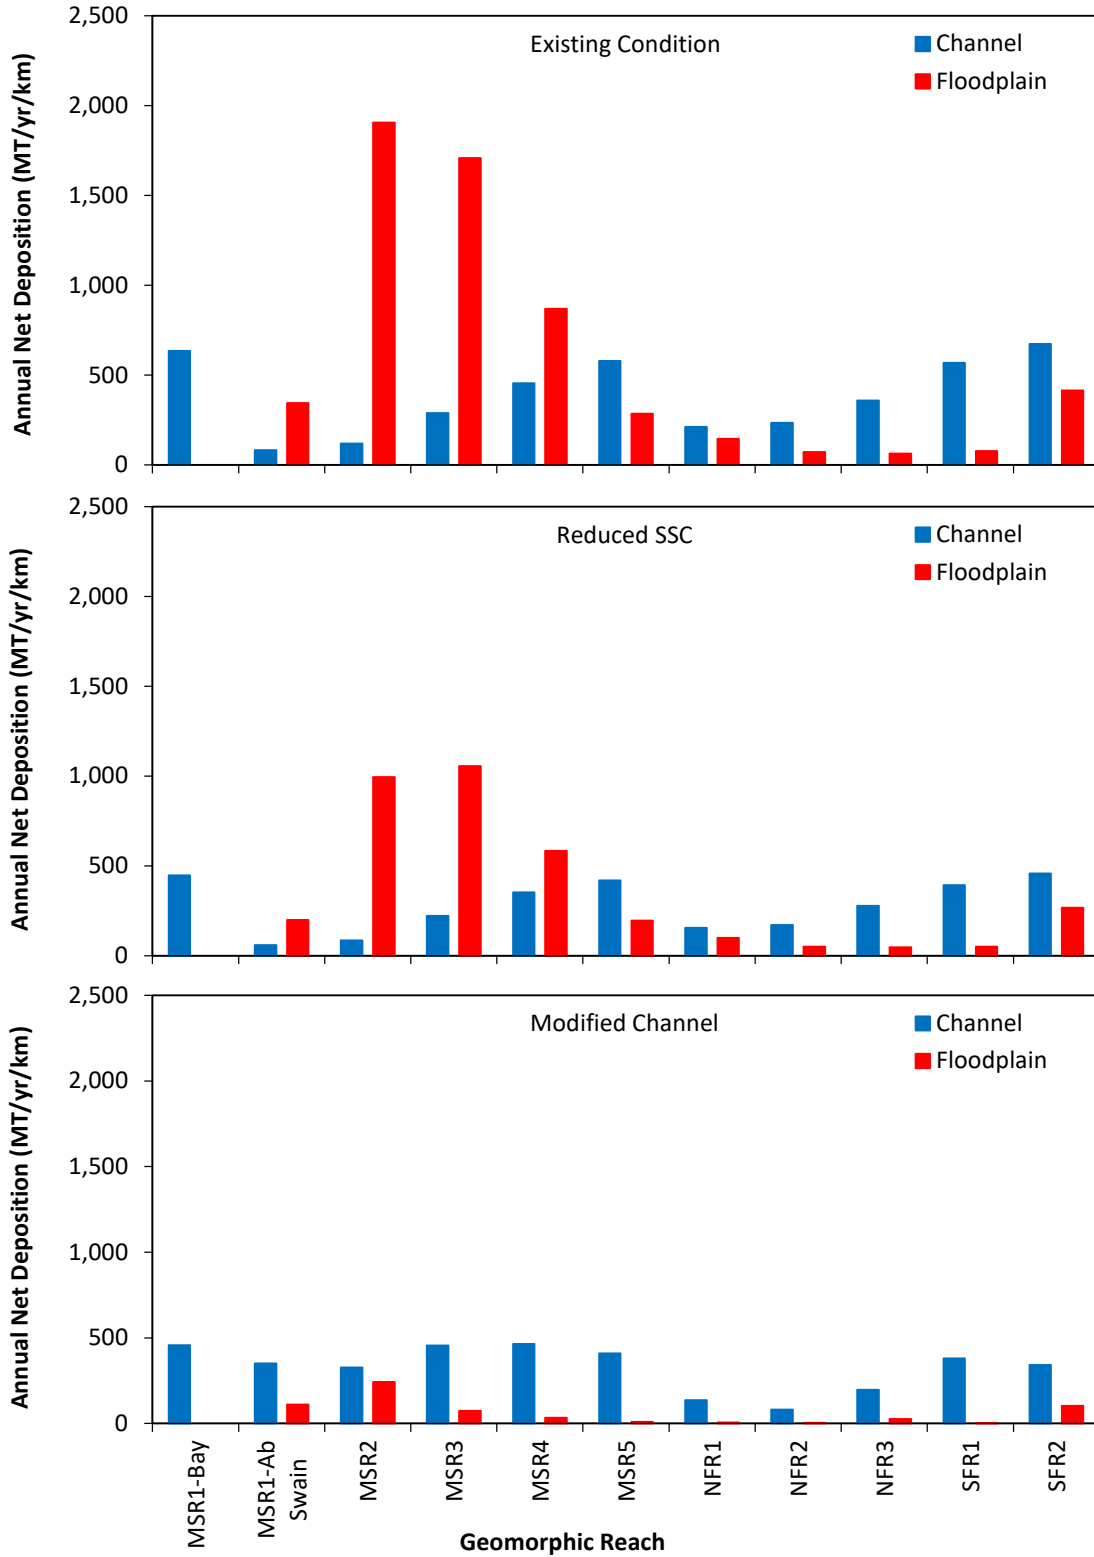 2,500
Existing Condition
Channel
Floodplain
2,000
1,500
1,000
500
0
Annual Net Deposition (MT/yr/km)
2,500
Reduced SSC
Channel
Floodplain
2,000
1,500
1,000
500
0
Annual Net Deposition (MT/yr/km)
2,500
Modified Channel
Channel
Floodplain
2,000
1,500
1,000
500
0
Annual Net Deposition (MT/yr/km)
MSR1-Bay
MSR1-Ab
Swain
MSR2
MSR3
MSR4
MSR5
NFR1
NFR2
NFR3
SFR1
SFR2
Geomorphic Reach